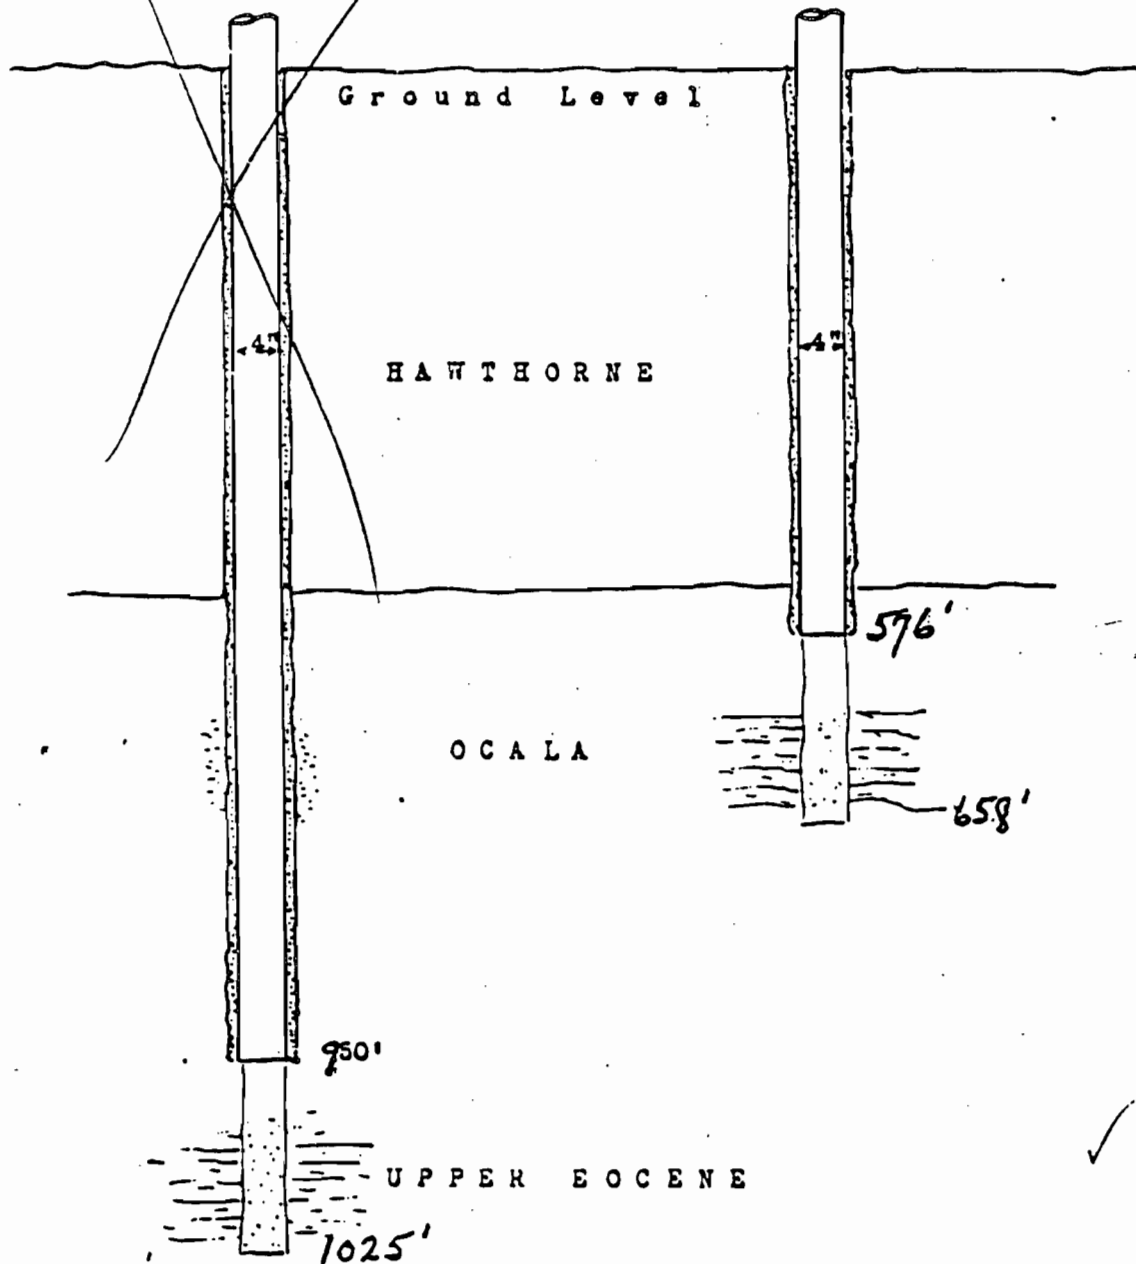 Ground Level
4" 4"
HAWTHORNE
576'
OCALA
658'
950'
UPPER EOCENE
1025'